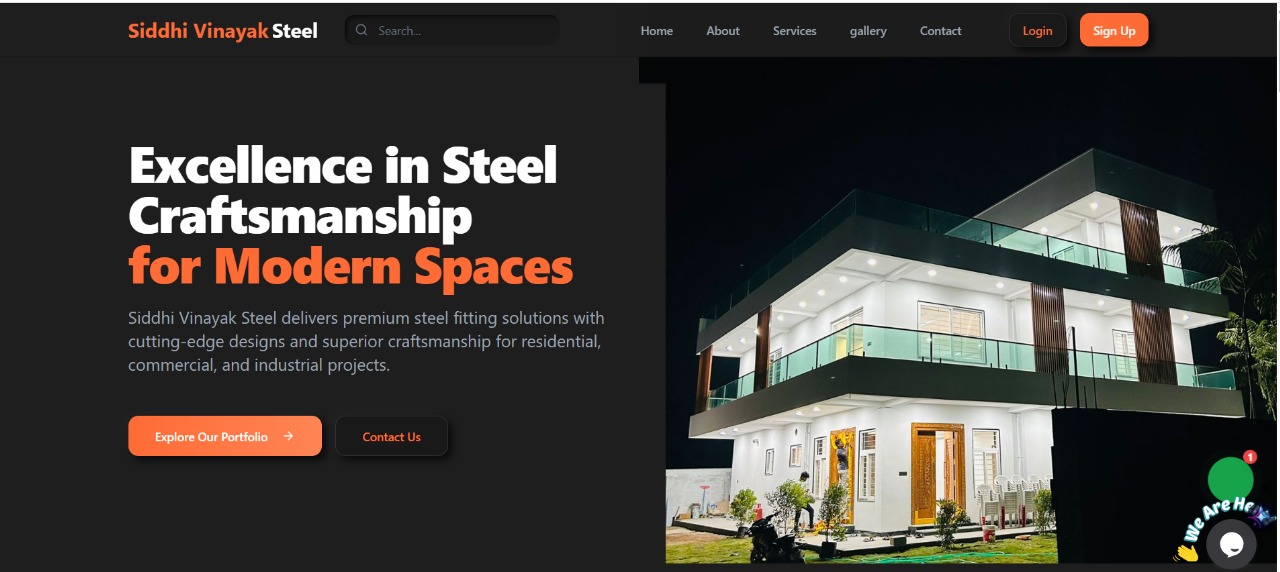 Siddhi Vinayak Steel
Search...
Home
About
Services
gallery
Contact
Login
Sign Up
Excellence in Steel
Craftsmanship
for Modern Spaces
Siddhi Vinayak Steel delivers premium steel fitting solutions with
cutting-edge designs and superior craftsmanship for residential,
commercial, and industrial projects.
Explore Our Portfolio
Contact Us
1
We Are